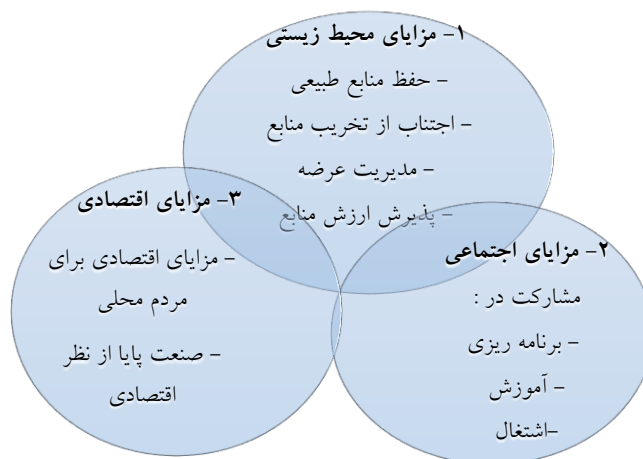 ۱- مزایای محیط زیستی
- حفظ منابع طبیعی
- اجتناب از تخریب منابع
- مدیریت عرضه
- پذیرش ارزش منابع
۲- مزایای اجتماعی
مشارکت در :
- برنامه ریزی
- آموزش
-اشتغال
۳- مزایای اقتصادی
- مزایای اقتصادی برای
مردم محلی
- صنعت پایا از نظر
اقتصادی